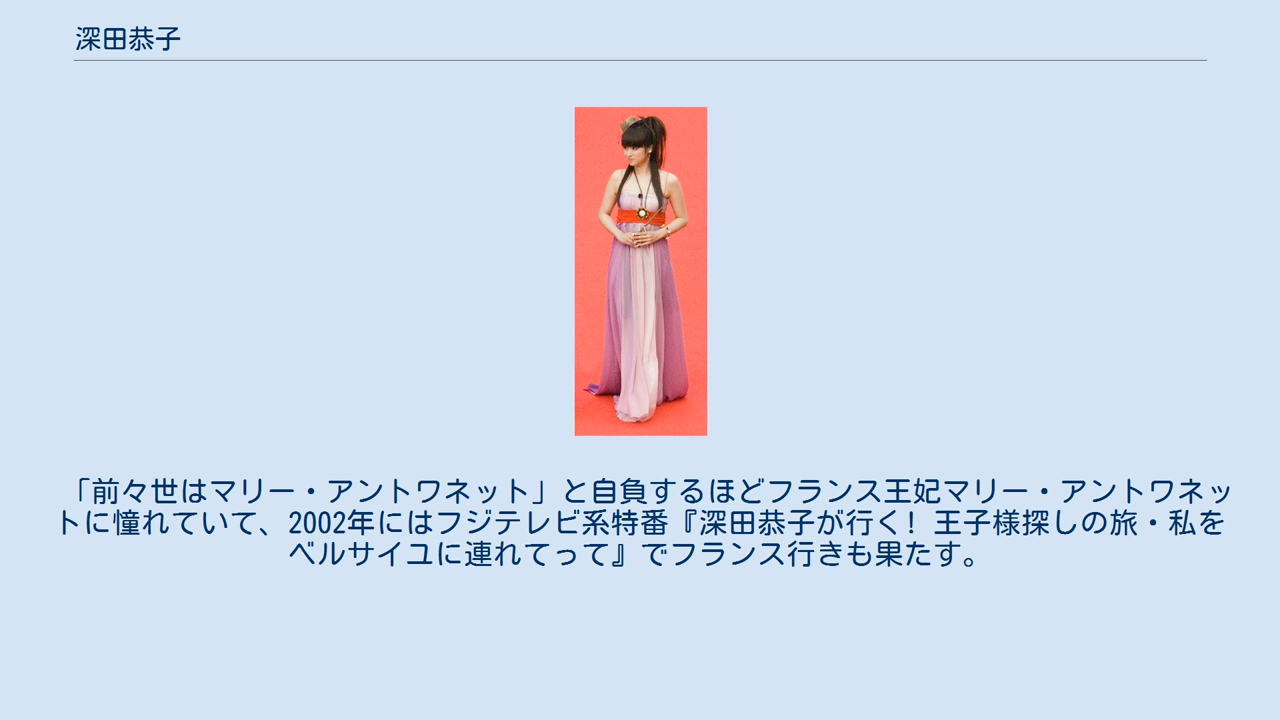 深田恭子
「前々世はマリー・アントワネット」と自負するほどフランス王妃マリー・アントワネッ
トに憧れていて、2002年にはフジテレビ系特番『深田恭子が行く! 王子様探しの旅・私を
ベルサイユに連れてって』でフランス行きも果たす。